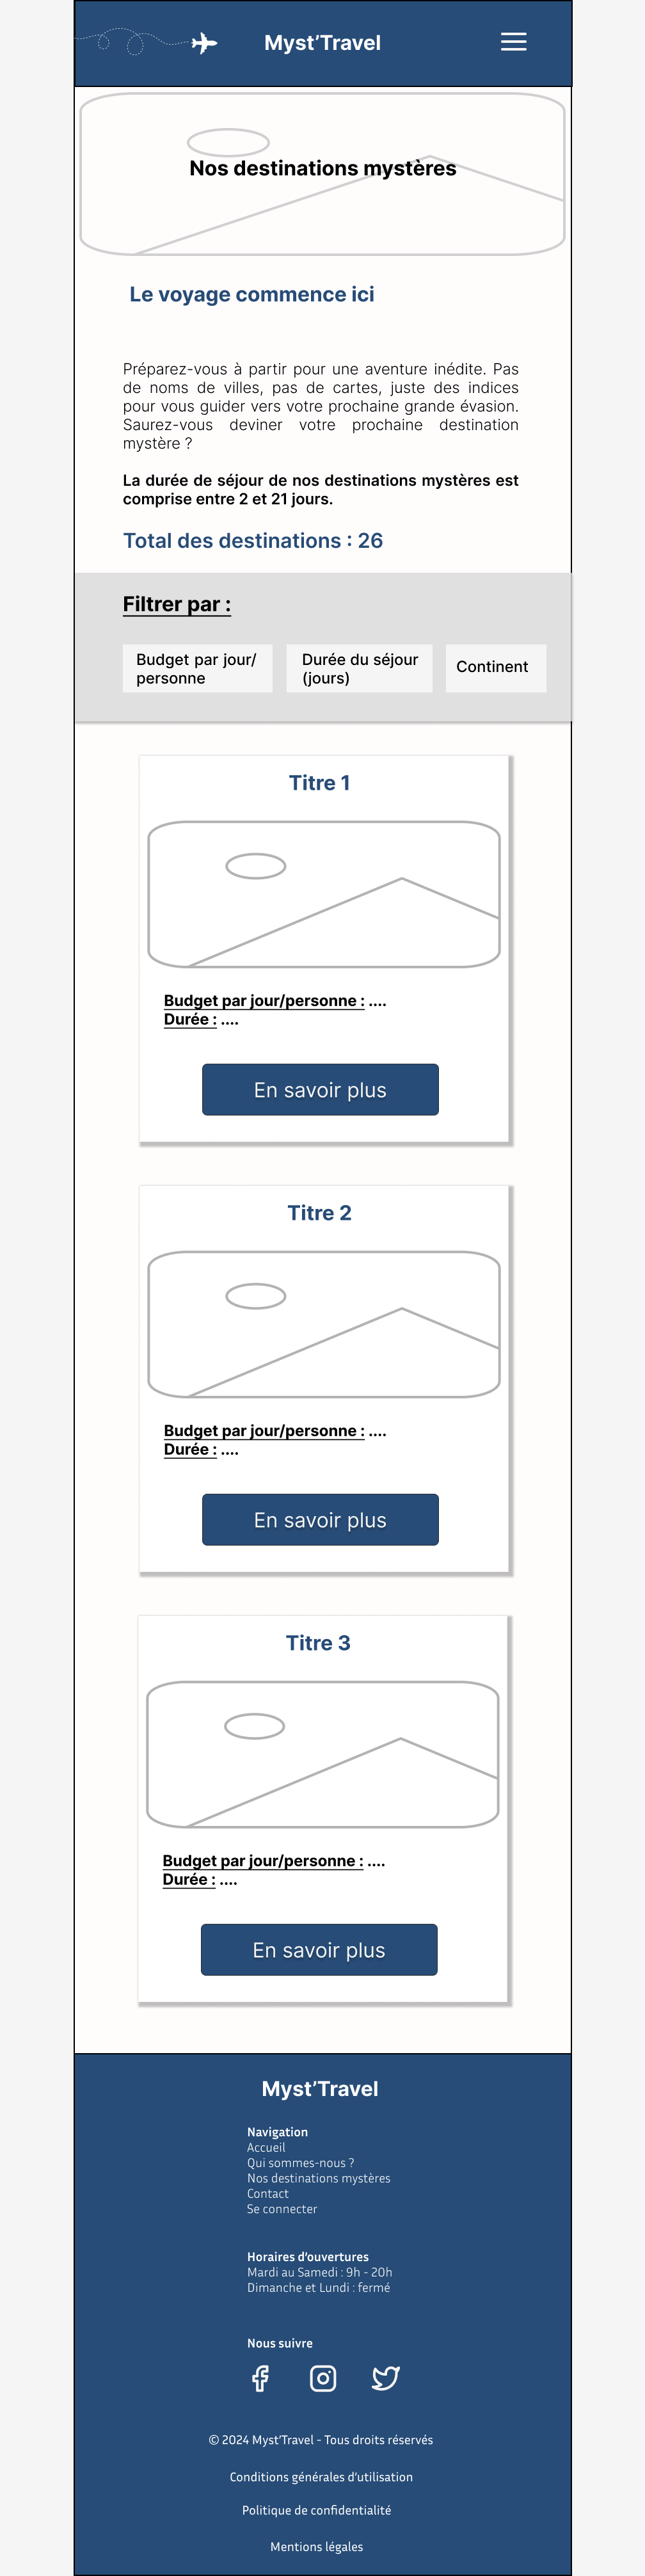 Myst’Travel
Nos destinations mystères
Le voyage commence ici
Préparez-vous à partir pour une aventure inédite. Pas
de noms de villes, pas de cartes, juste des indices
pour vous guider vers votre prochaine grande évasion.
Saurez-vous deviner votre prochaine destination
mystère ?
La durée de séjour de nos destinations mystères est
comprise entre 2 et 21 jours.
Total des destinations : 26
Filtrer par :
Budget par jour/
personne
Durée du séjour
(jours)
Continent
Titre 1
Budget par jour/personne : ....
Durée : ....
En savoir plus
Titre 2
Budget par jour/personne : ....
Durée : ....
En savoir plus
Titre 3
Budget par jour/personne : ....
Durée : ....
En savoir plus
Myst’Travel
Navigation
Accueil
Qui sommes-nous ?
Nos destinations mystères
Contact
Se connecter
Horaires d’ouvertures
Mardi au Samedi : 9h - 20h
Dimanche et Lundi : fermé
Nous suivre
© 2024 Myst’Travel - Tous droits réservés
Conditions générales d’utilisation
Politique de confidentialité
Mentions légales